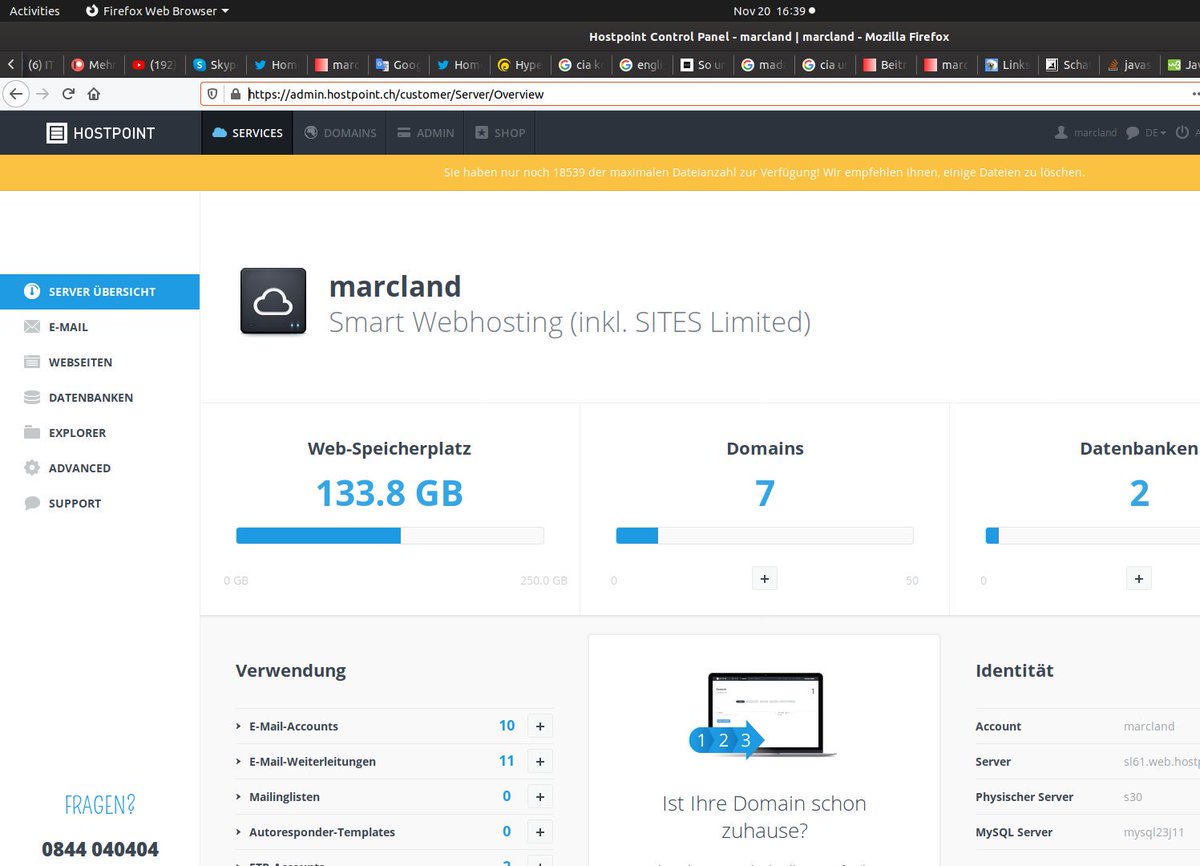 Activities Firefox Web Browser Nov 20 16:39
Hostpoint Control Panel - marcland | marcland - Mozilla Firefox
(6) Mehr (192) Skyp Hom marc Goo Hom Hype cia k engli So u mad cia u Beitr marc Links Scha javas Jav
https://admin.hostpoint.ch/customer/Server/Overview
HOSTPOINT SERVICES DOMAINS ADMIN SHOP marcland DE
Sie haben nur noch 18539 der maximalen Dateianzahl zur Verfügung! Wir empfehlen Ihnen, einige Dateien zu löschen.
SERVER ÜBERSICHT
E-MAIL
WEBSEITEN
DATENBANKEN
EXPLORER
ADVANCED
SUPPORT
FRAGEN?
0844 040404
marcland
Smart Webhosting (inkl. SITES Limited)
Web-Speicherplatz
133.8 GB
0 GB 250.0 GB
Domains
7
0 + 50
Datenbanken
2
0 +
Verwendung
E-Mail-Accounts 10 +
E-Mail-Weiterleitungen 11 +
Mailinglisten 0 +
Autoresponder-Templates 0 +
1 2 3
Ist Ihre Domain schon
zuhause?
Identität
Account marcland
Server sl61.web.hostp
Physischer Server s30
MySQL Server mysql23j11